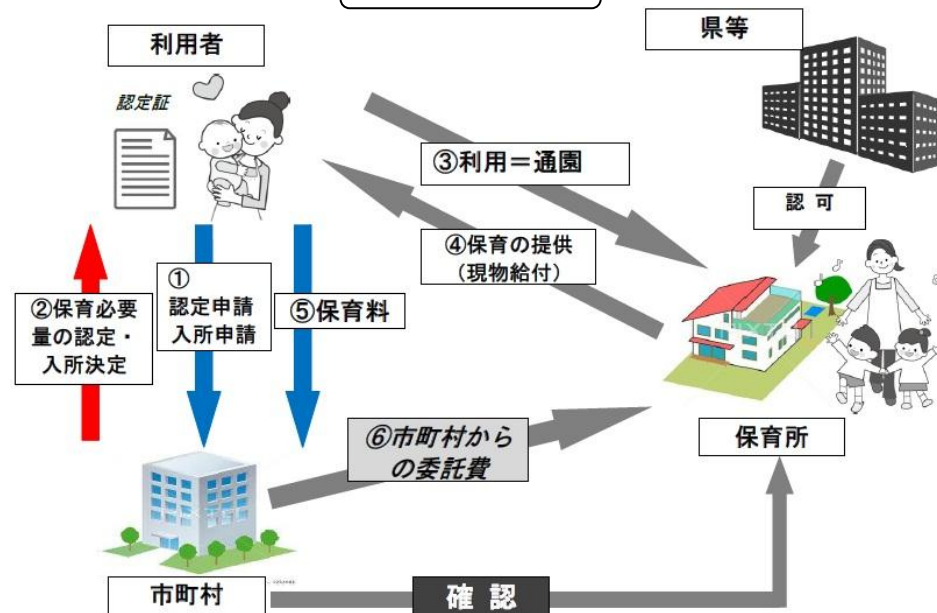 利用者
県等
認定証
③利用＝通園
認 可
④保育の提供
（現物給付）
①
認定申請
入所申請
②保育必要
量の認定・
入所決定
⑤保育料
⑥市町村から
の委託費
保育所
市町村
確 認